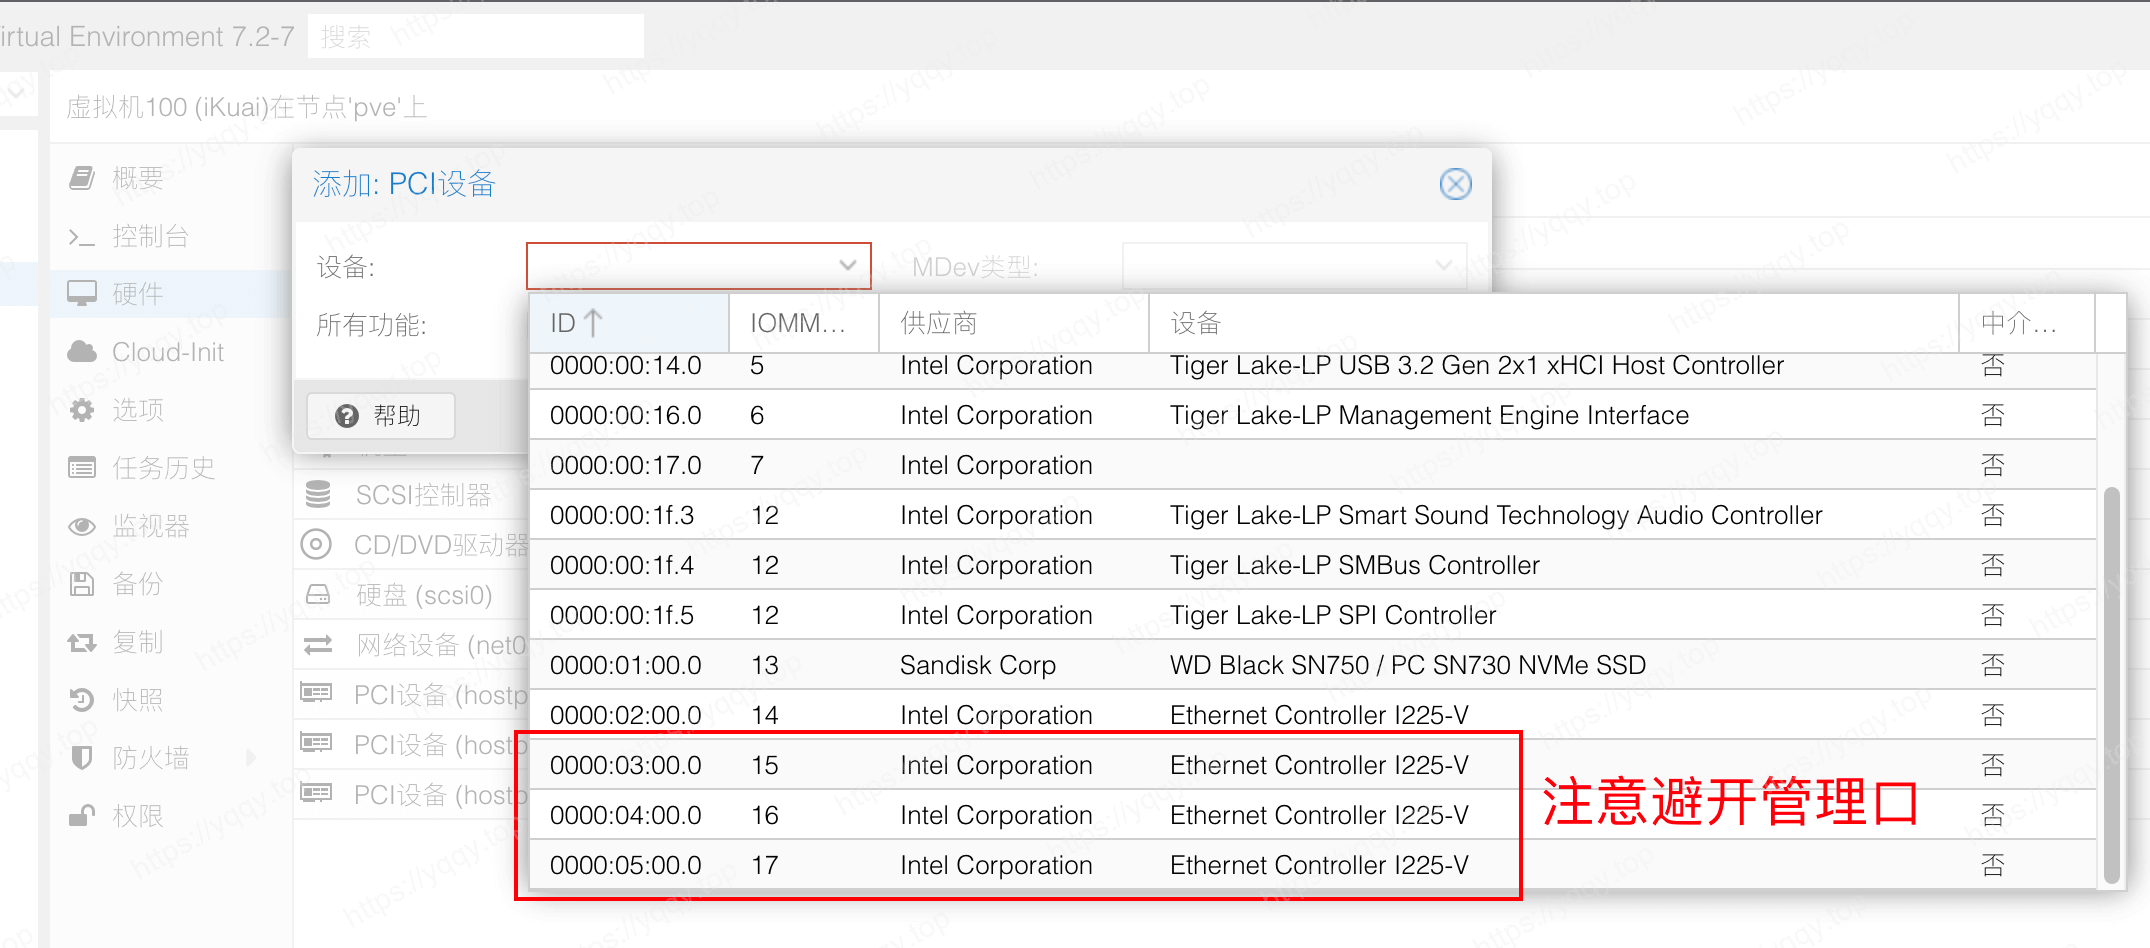 irtual Environment 7.2-7
搜索
虚拟机100 (iKuai)在节点'pve'上
概要
控制台
硬件
Cloud-Init
选项
任务历史
监视器
备份
复制
快照
防火墙
权限
添加: PCI设备
设备:
MDev类型:
所有功能:
帮助
SCSI控制器
CD/DVD驱动器
硬盘 (scsi0)
网络设备 (net0
PCI设备 (hostp
PCI设备 (hostp
PCI设备 (hostp
ID IOMM... 供应商 设备 中介...
0000:00:14.0 5 Intel Corporation Tiger Lake-LP USB 3.2 Gen 2x1 xHCI Host Controller 否
0000:00:16.0 6 Intel Corporation Tiger Lake-LP Management Engine Interface 否
0000:00:17.0 7 Intel Corporation 否
0000:00:1f.3 12 Intel Corporation Tiger Lake-LP Smart Sound Technology Audio Controller 否
0000:00:1f.4 12 Intel Corporation Tiger Lake-LP SMBus Controller 否
0000:00:1f.5 12 Intel Corporation Tiger Lake-LP SPI Controller 否
0000:01:00.0 13 Sandisk Corp WD Black SN750 / PC SN730 NVMe SSD 否
0000:02:00.0 14 Intel Corporation Ethernet Controller I225-V 否
0000:03:00.0 15 Intel Corporation Ethernet Controller I225-V 否
0000:04:00.0 16 Intel Corporation Ethernet Controller I225-V 否
0000:05:00.0 17 Intel Corporation Ethernet Controller I225-V 否
注意避开管理口
https://yqqy.top